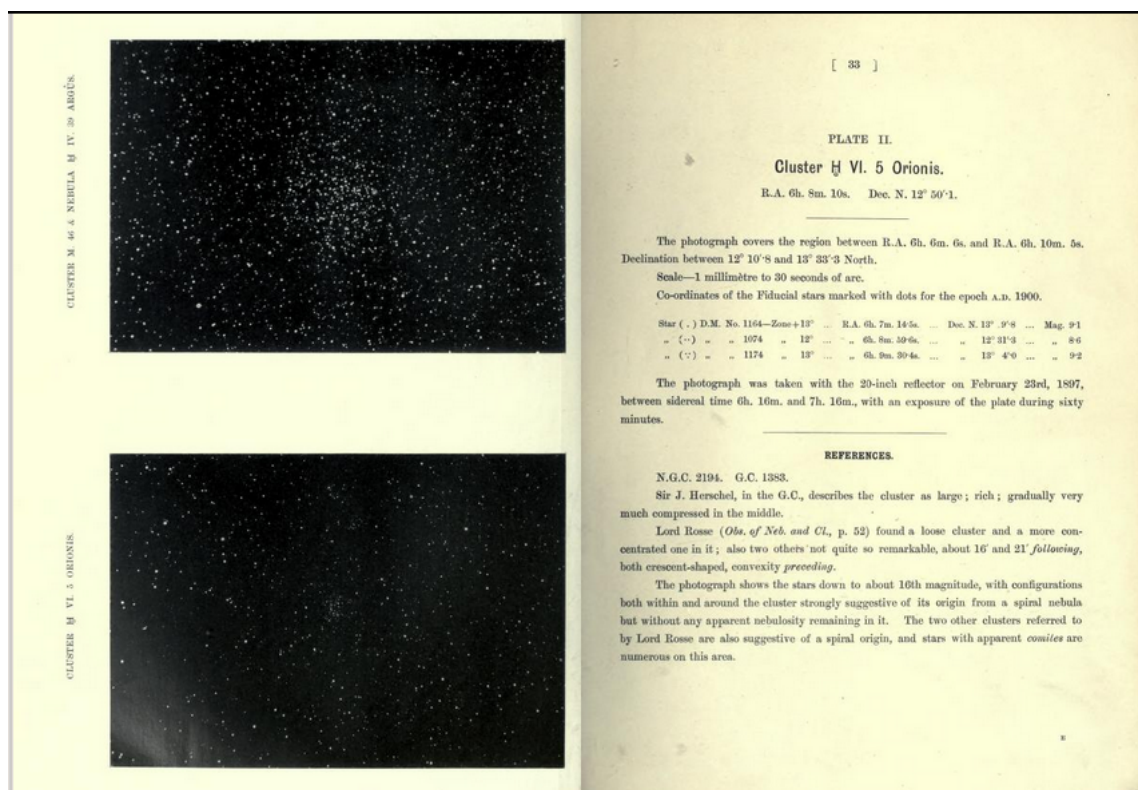 CLUSTER M. 46 & NEBULA H IV. 39 ARGÛS.
CLUSTER H VI. 5 ORIONIS.
[ 33 ]
PLATE II.
Cluster H VI. 5 Orionis.
R.A. 6h. 8m. 10s. Dec. N. 12° 50'·1.
The photograph covers the region between R.A. 6h. 6m. 6s. and R.A. 6h. 10m. 5s.
Declination between 12° 10'·8 and 13° 33'·3 North.
Scale—1 millimètre to 30 seconds of arc.
Co-ordinates of the Fiducial stars marked with dots for the epoch A.D. 1900.
Star (.) D.M. No. 1164—Zone+13° ... R.A. 6h. 7m. 14·5s. ... Dec. N. 13° 9'·8 ... Mag. 9·1
„ (··) „ „ 1074 „ 12° ... „ 6h. 8m. 50·6s. ... „ 12° 31'·3 ... „ 8·6
„ (∵) „ „ 1174 „ 13° ... „ 6h. 9m. 30·4s. ... „ 13° 4'·0 ... „ 9·2
The photograph was taken with the 20-inch reflector on February 23rd, 1897,
between sidereal time 6h. 16m. and 7h. 16m., with an exposure of the plate during sixty
minutes.
REFERENCES.
N.G.C. 2194. G.C. 1383.
Sir J. Herschel, in the G.C., describes the cluster as large; rich; gradually very
much compressed in the middle.
Lord Rosse (Obs. of Neb. and Cl., p. 52) found a loose cluster and a more con-
centrated one in it; also two others not quite so remarkable, about 16' and 21' following,
both crescent-shaped, convexity preceding.
The photograph shows the stars down to about 16th magnitude, with configurations
both within and around the cluster strongly suggestive of its origin from a spiral nebula
but without any apparent nebulosity remaining in it. The two other clusters referred to
by Lord Rosse are also suggestive of a spiral origin, and stars with apparent comites are
numerous on this area.